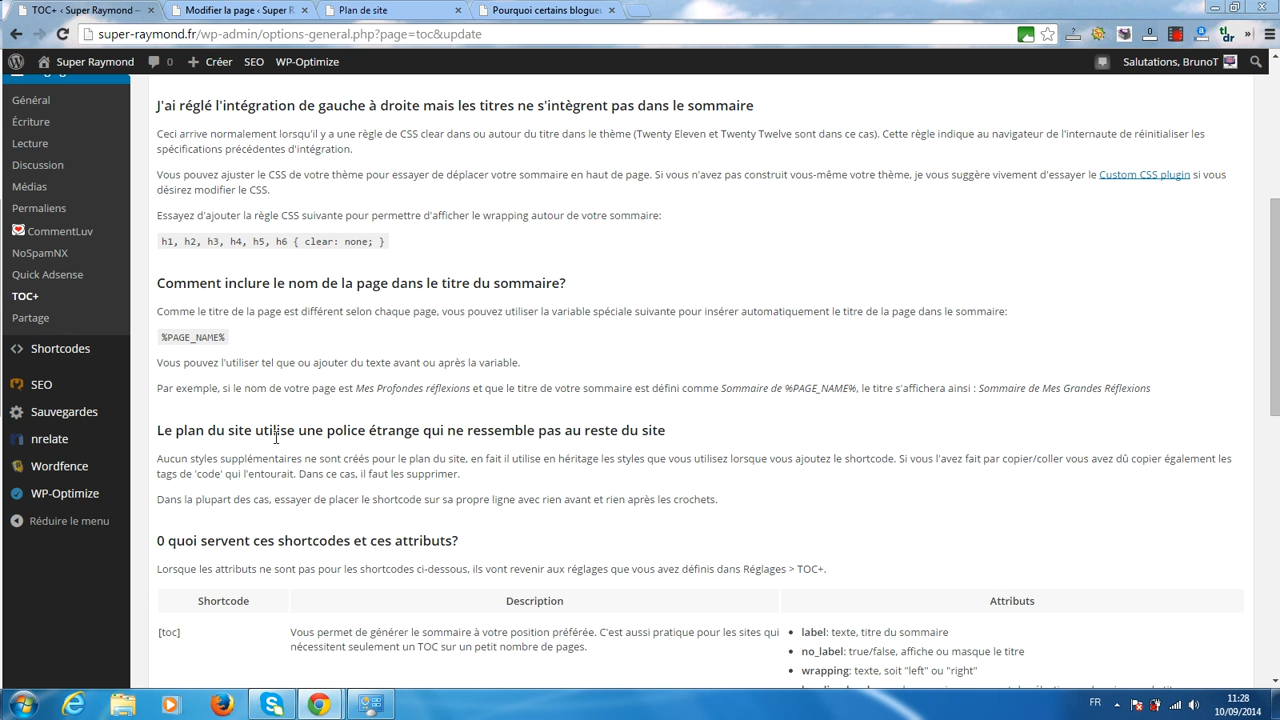 TOC+ ‹ Super Raymond —
Modifier la page ‹ Super R
Plan de site
Pourquoi certains blogueu
super-raymond.fr/wp-admin/options-general.php?page=toc&update
Super Raymond
0
Créer
SEO
WP-Optimize
Salutations, BrunoT
Général
Écriture
Lecture
Discussion
Médias
Permaliens
CommentLuv
NoSpamNX
Quick Adsense
TOC+
Partage
Shortcodes
SEO
Sauvegardes
nrelate
Wordfence
WP-Optimize
Réduire le menu
J'ai réglé l'intégration de gauche à droite mais les titres ne s'intègrent pas dans le sommaire
Ceci arrive normalement lorsqu'il y a une règle de CSS clear dans ou autour du titre dans le thème (Twenty Eleven et Twenty Twelve sont dans ce cas). Cette règle indique au navigateur de l'internaute de réinitialiser les
spécifications précédentes d'intégration.
Vous pouvez ajuster le CSS de votre thème pour essayer de déplacer votre sommaire en haut de page. Si vous n'avez pas construit vous-même votre thème, je vous suggère vivement d'essayer le Custom CSS plugin si vous
désirez modifier le CSS.
Essayez d'ajouter la règle CSS suivante pour permettre d'afficher le wrapping autour de votre sommaire:
h1, h2, h3, h4, h5, h6 { clear: none; }
Comment inclure le nom de la page dans le titre du sommaire?
Comme le titre de la page est différent selon chaque page, vous pouvez utiliser la variable spéciale suivante pour insérer automatiquement le titre de la page dans le sommaire:
%PAGE_NAME%
Vous pouvez l'utiliser tel que ou ajouter du texte avant ou après la variable.
Par exemple, si le nom de votre page est Mes Profondes réflexions et que le titre de votre sommaire est défini comme Sommaire de %PAGE_NAME%, le titre s'affichera ainsi : Sommaire de Mes Grandes Réflexions
Le plan du site utilise une police étrange qui ne ressemble pas au reste du site
Aucun styles supplémentaires ne sont créés pour le plan du site, en fait il utilise en héritage les styles que vous utilisez lorsque vous ajoutez le shortcode. Si vous l'avez fait par copier/coller vous avez dû copier également les
tags de 'code' qui l'entourait. Dans ce cas, il faut les supprimer.
Dans la plupart des cas, essayer de placer le shortcode sur sa propre ligne avec rien avant et rien après les crochets.
0 quoi servent ces shortcodes et ces attributs?
Lorsque les attributs ne sont pas pour les shortcodes ci-dessous, ils vont revenir aux réglages que vous avez définis dans Réglages > TOC+.
Shortcode
Description
Attributs
[toc]
Vous permet de générer le sommaire à votre position préférée. C'est aussi pratique pour les sites qui
nécessitent seulement un TOC sur un petit nombre de pages.
label: texte, titre du sommaire
no_label: true/false, affiche ou masque le titre
wrapping: texte, soit "left" ou "right"
FR
11:28
10/09/2014